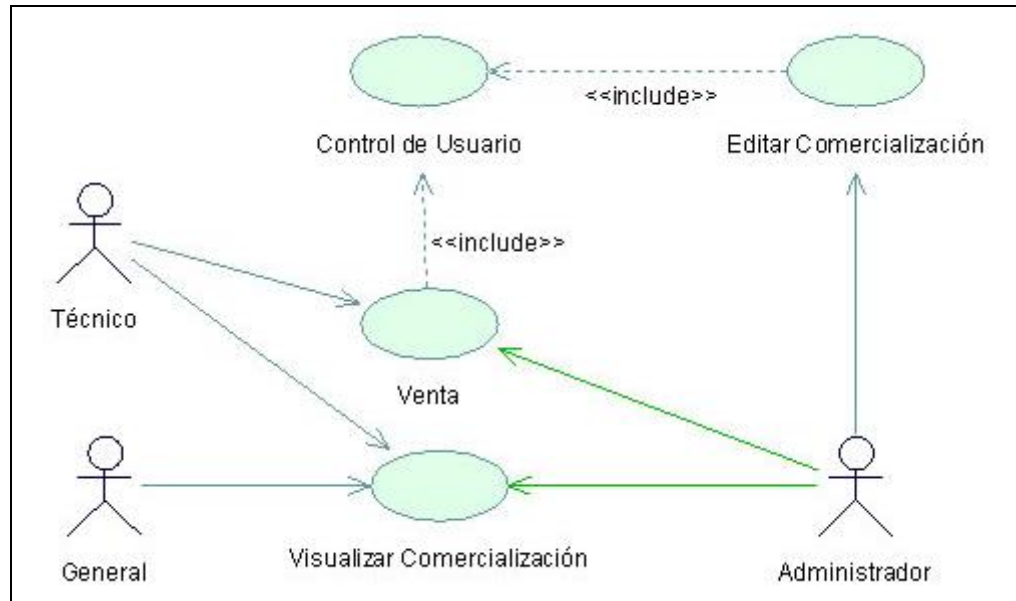 <<include>>
Control de Usuario
Editar Comercialización
<<include>>
Técnico
Venta
General
Visualizar Comercialización
Administrador